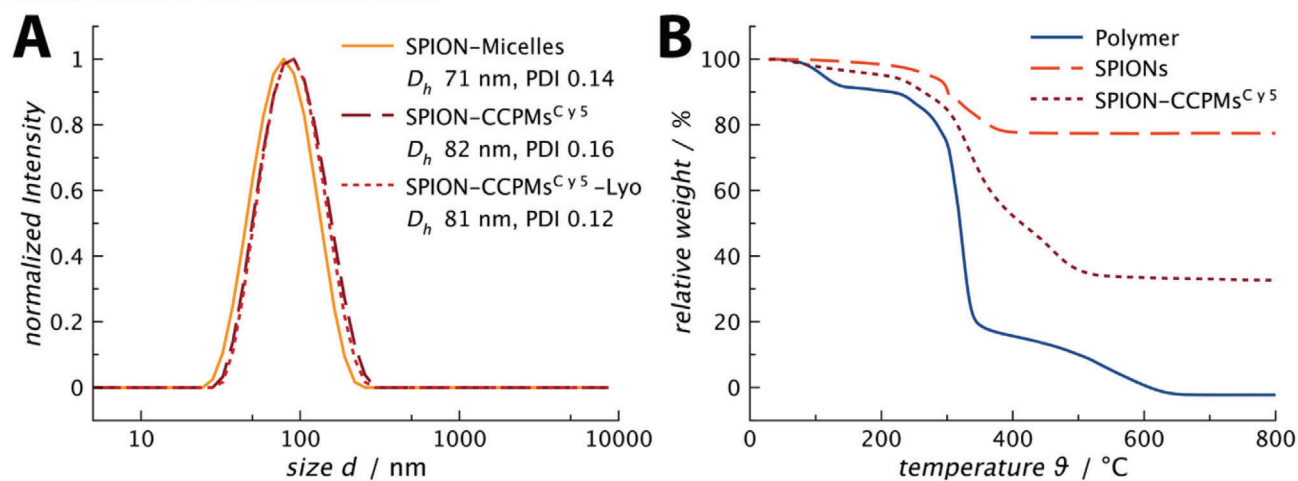 A
normalized Intensity
1
0.8
0.6
0.4
0.2
0
10
100
1000
10000
size d / nm
SPION–Micelles
D_h 71 nm, PDI 0.14
SPION–CCPMs^Cy5
D_h 82 nm, PDI 0.16
SPION–CCPMs^Cy5–Lyo
D_h 81 nm, PDI 0.12
B
relative weight / %
100
80
60
40
20
0
0
200
400
600
800
temperature ϑ / °C
Polymer
SPIONs
SPION–CCPMs^Cy5